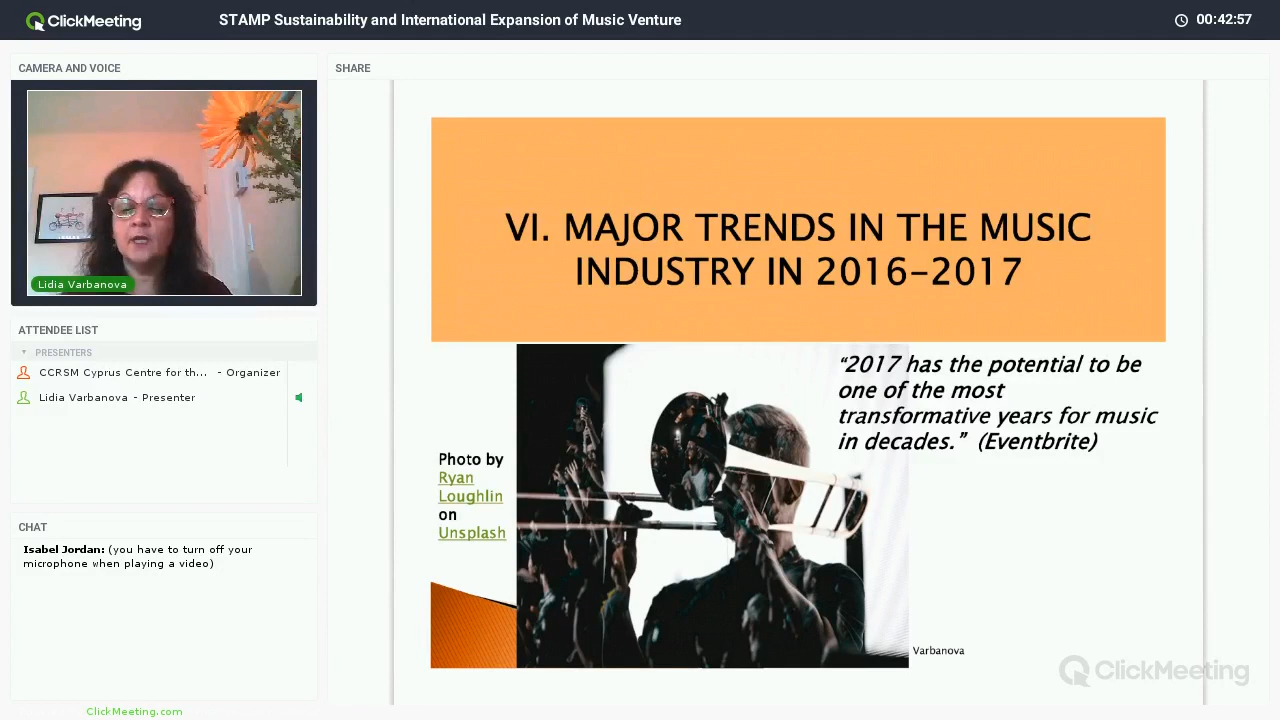 ClickMeeting
STAMP Sustainability and International Expansion of Music Venture
00:42:57
CAMERA AND VOICE
Lidia Varbanova
ATTENDEE LIST
PRESENTERS
CCRSM Cyprus Centre for th... - Organizer
Lidia Varbanova - Presenter
CHAT
Isabel Jordan: (you have to turn off your
microphone when playing a video)
ClickMeeting.com
SHARE
VI. MAJOR TRENDS IN THE MUSIC
INDUSTRY IN 2016-2017
“2017 has the potential to be
one of the most
transformative years for music
in decades.” (Eventbrite)
Photo by
Ryan
Loughlin
on
Unsplash
Varbanova
ClickMeeting